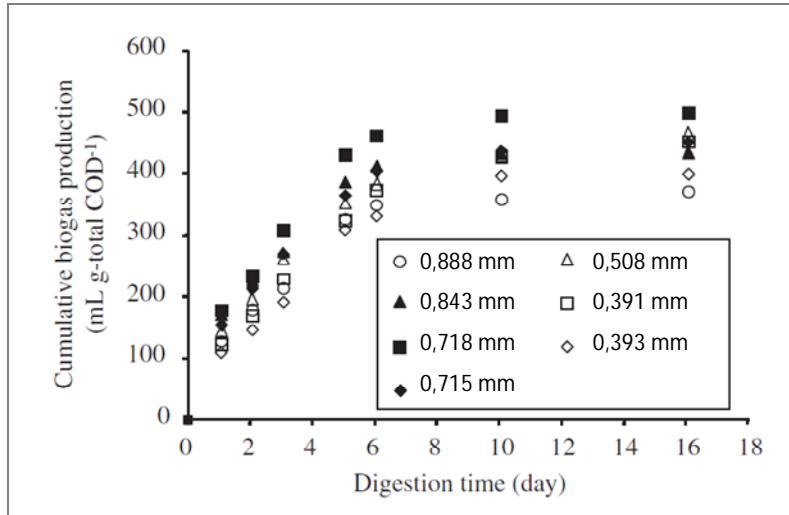 600
500
400
300
200
100
0
Cumulative biogas production
(mL g-total COD⁻¹)
0,888 mm
0,508 mm
0,843 mm
0,391 mm
0,718 mm
0,393 mm
0,715 mm
0 2 4 6 8 10 12 14 16 18
Digestion time (day)